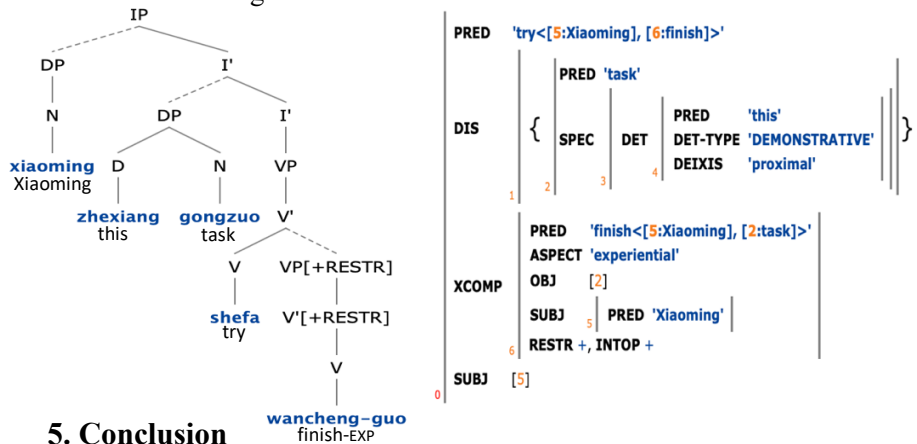 IP
DP I'
N DP I'
xiaoming D N VP
Xiaoming
zhexiang gongzuo V'
this task
V VP[+RESTR]
shefa V'[+RESTR]
try
V
wancheng-guo
finish-EXP
PRED 'try<[5:Xiaoming], [6:finish]>'
PRED 'task'
PRED 'this'
DIS { SPEC DET DET-TYPE 'DEMONSTRATIVE' }
DEIXIS 'proximal'
4
3
2
1
PRED 'finish<[5:Xiaoming], [2:task]>'
ASPECT 'experiential'
XCOMP OBJ [2]
SUBJ 5 PRED 'Xiaoming'
6 RESTR +, INTOP +
SUBJ [5]
0
5. Conclusion